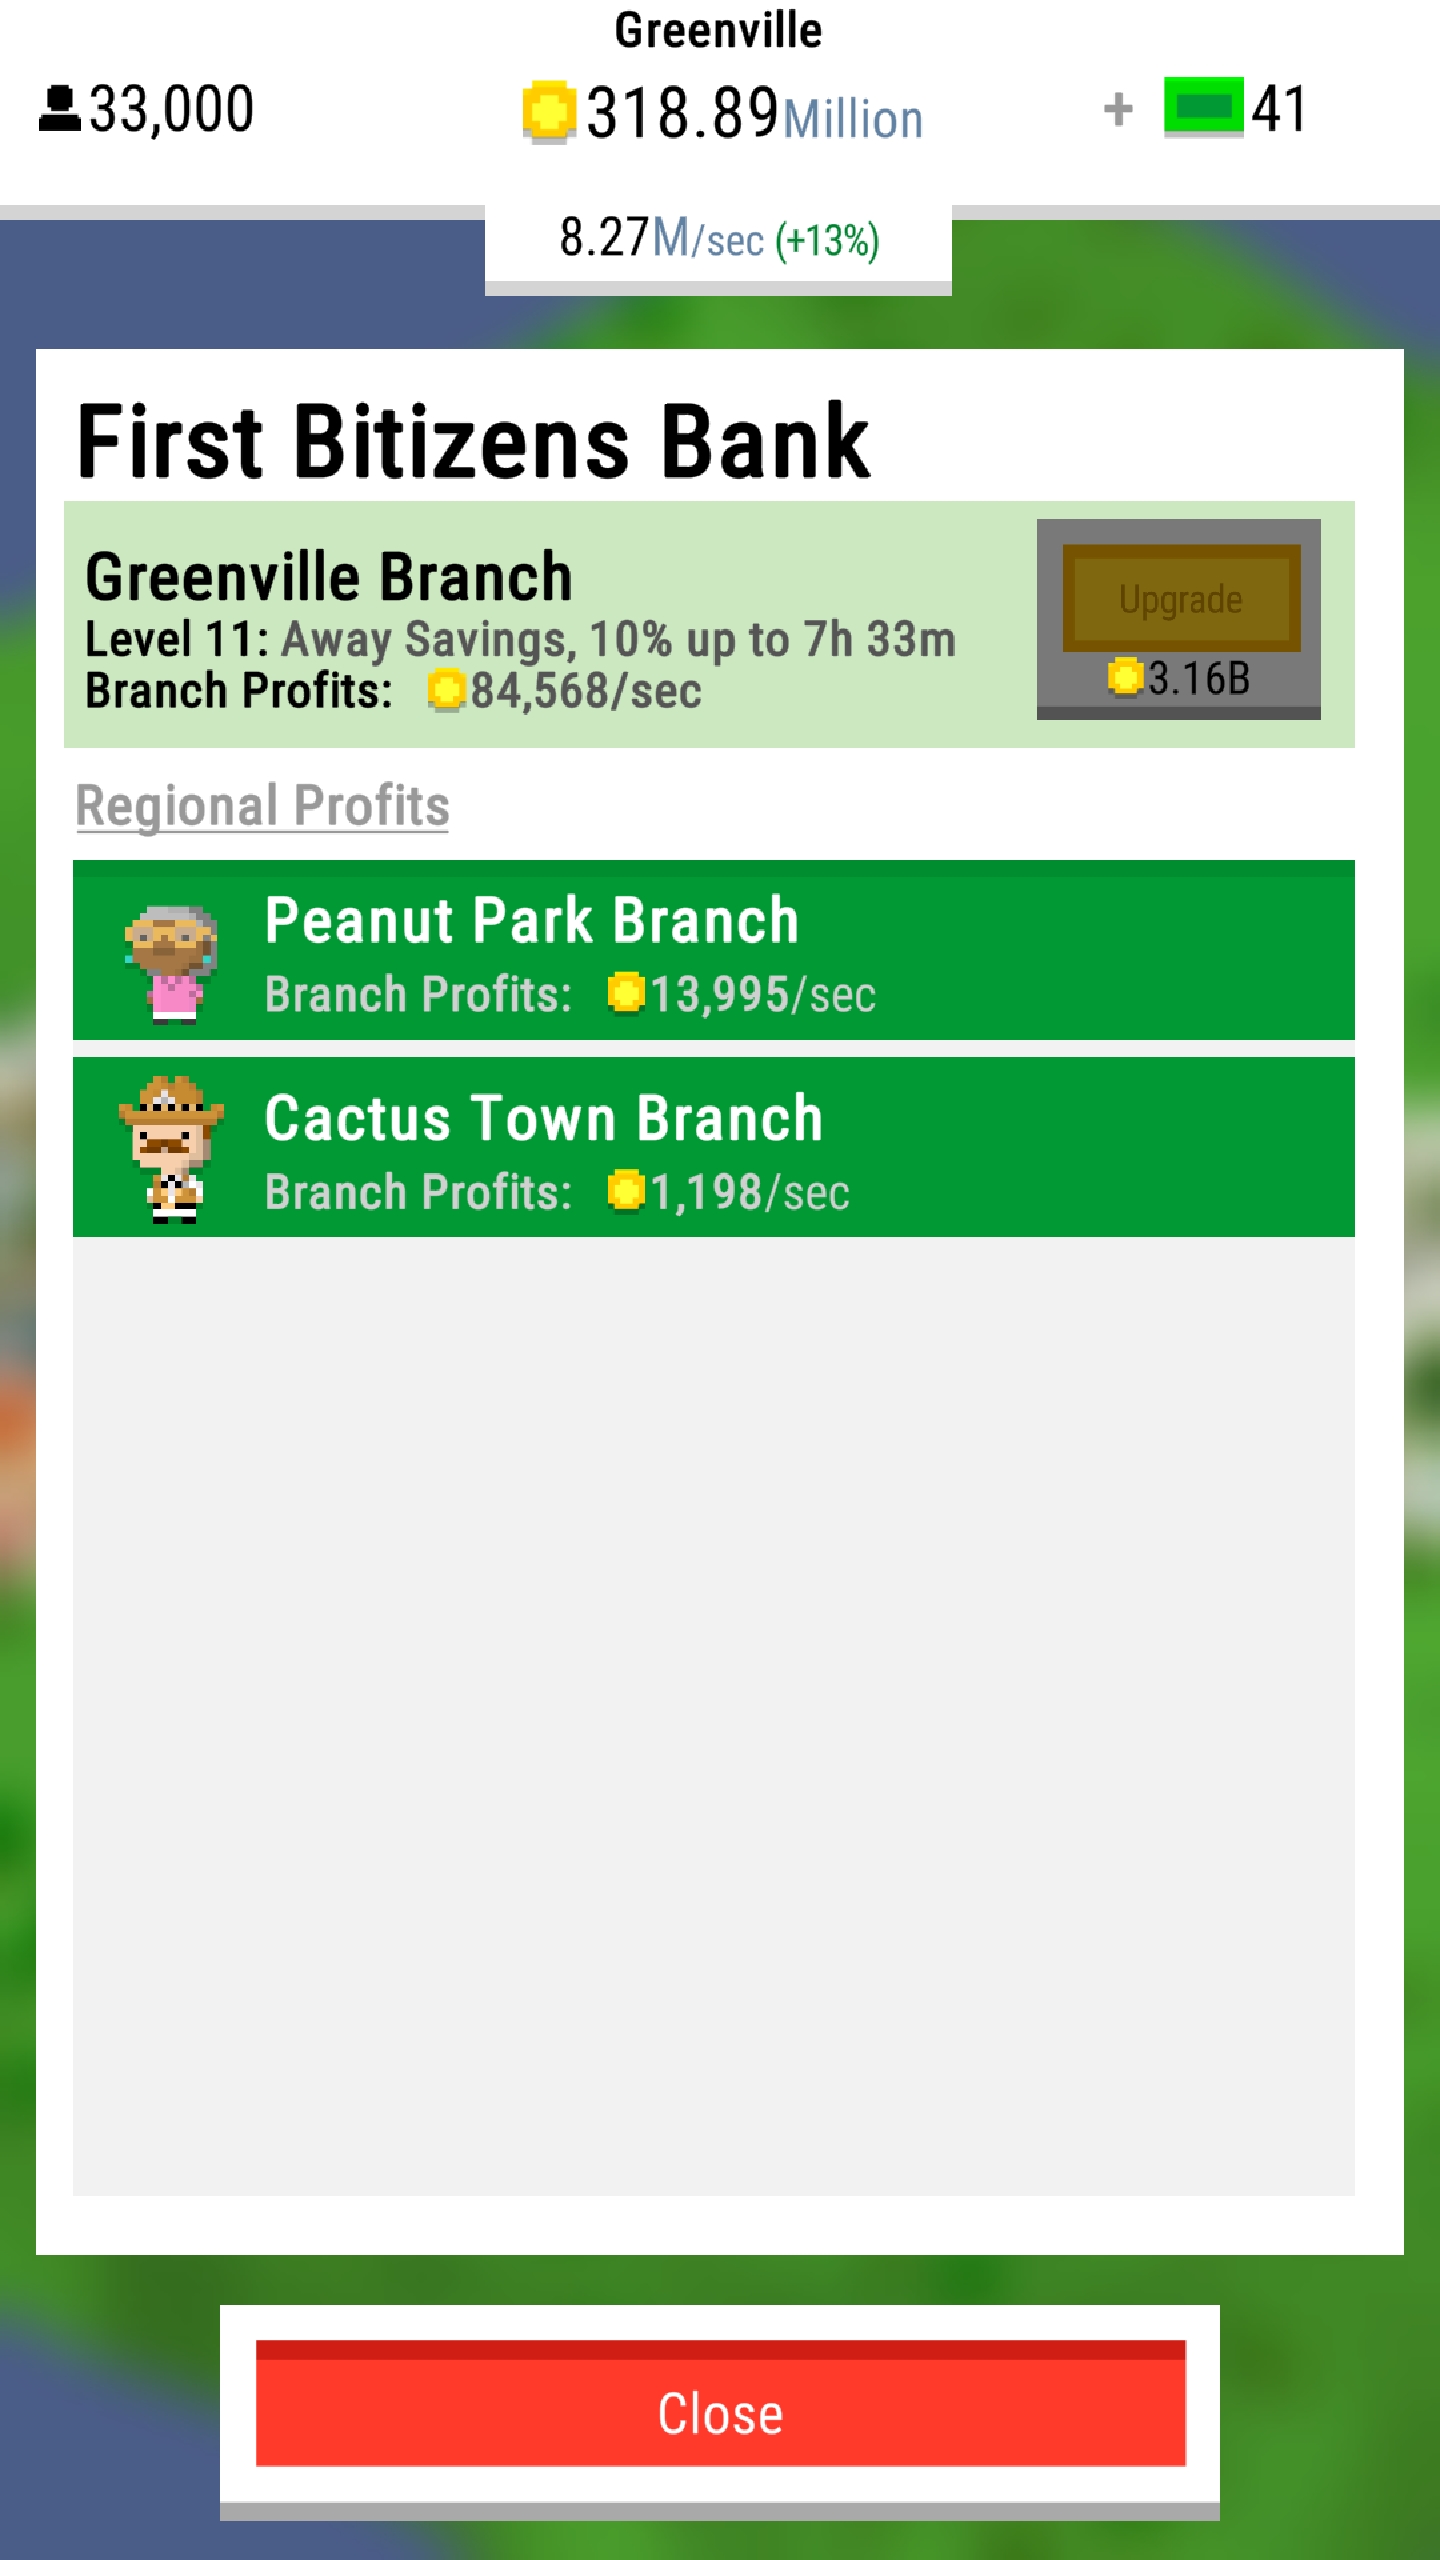 Greenville
33,000
318.89Million
+ 41
8.27M/sec (+13%)
First Bitizens Bank
Greenville Branch
Level 11: Away Savings, 10% up to 7h 33m
Branch Profits: 84,568/sec
Upgrade
3.16B
Regional Profits
Peanut Park Branch
Branch Profits: 13,995/sec
Cactus Town Branch
Branch Profits: 1,198/sec
Close